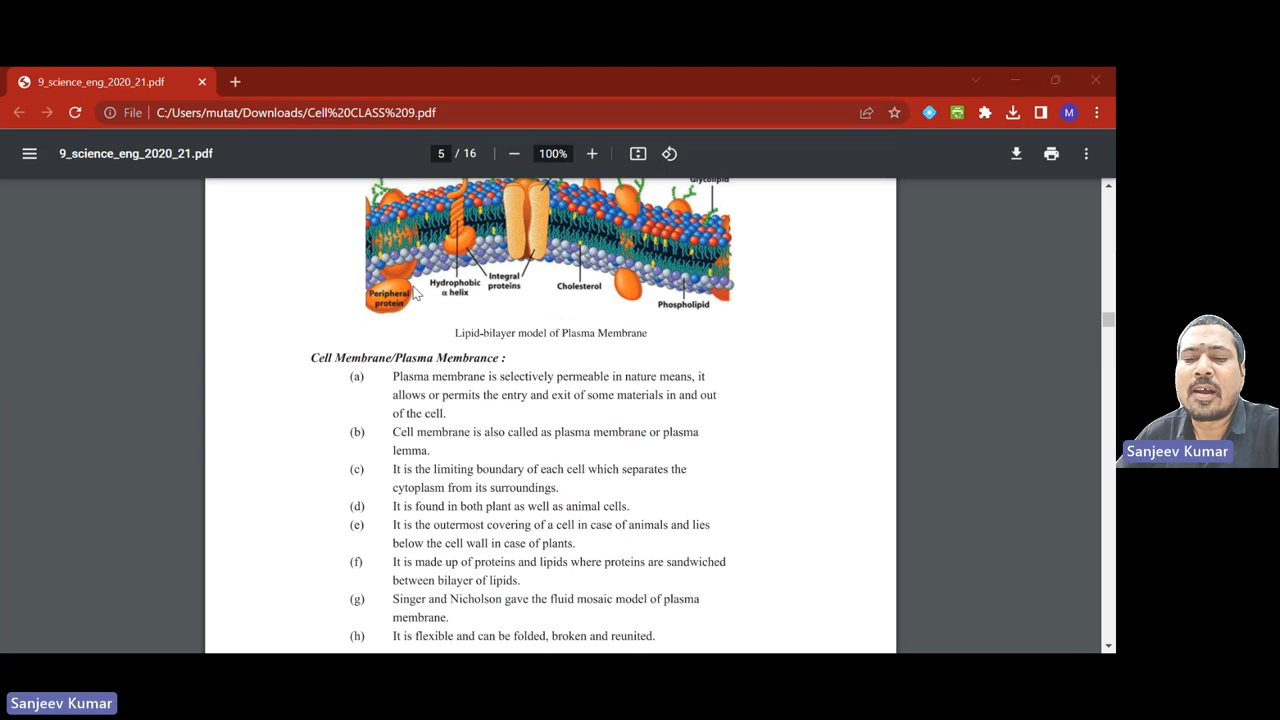 9_science_eng_2020_21.pdf
File
C:/Users/mutat/Downloads/Cell%20CLASS%209.pdf
M
9_science_eng_2020_21.pdf
5 / 16
100%
Glycolipid
Hydrophobic
α helix
Integral
proteins
Cholesterol
Peripheral
protein
Phospholipid
Lipid-bilayer model of Plasma Membrane
Cell Membrane/Plasma Membrance :
(a) Plasma membrane is selectively permeable in nature means, it
allows or permits the entry and exit of some materials in and out
of the cell.
(b) Cell membrane is also called as plasma membrane or plasma
lemma.
(c) It is the limiting boundary of each cell which separates the
cytoplasm from its surroundings.
(d) It is found in both plant as well as animal cells.
(e) It is the outermost covering of a cell in case of animals and lies
below the cell wall in case of plants.
(f) It is made up of proteins and lipids where proteins are sandwiched
between bilayer of lipids.
(g) Singer and Nicholson gave the fluid mosaic model of plasma
membrane.
(h) It is flexible and can be folded, broken and reunited.
Sanjeev Kumar
Sanjeev Kumar